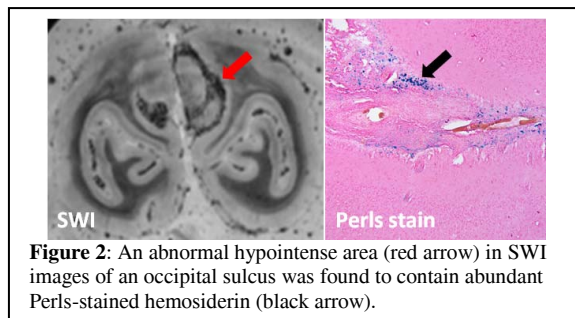 SWI
Perls stain
Figure 2: An abnormal hypointense area (red arrow) in SWI
images of an occipital sulcus was found to contain abundant
Perls-stained hemosiderin (black arrow).